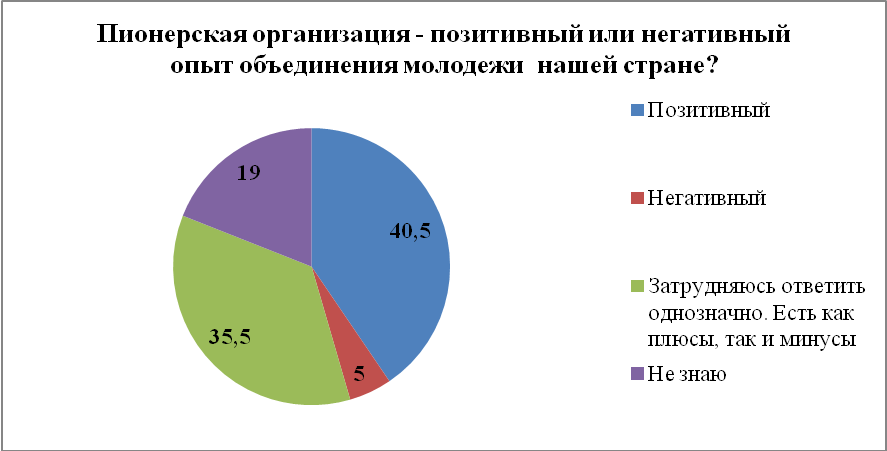 Пионерская организация - позитивный или негативный
опыт объединения молодежи  нашей стране?
Позитивный
Негативный
Затрудняюсь ответить
однозначно. Есть как
плюсы, так и минусы
Не знаю
19
40,5
35,5
5